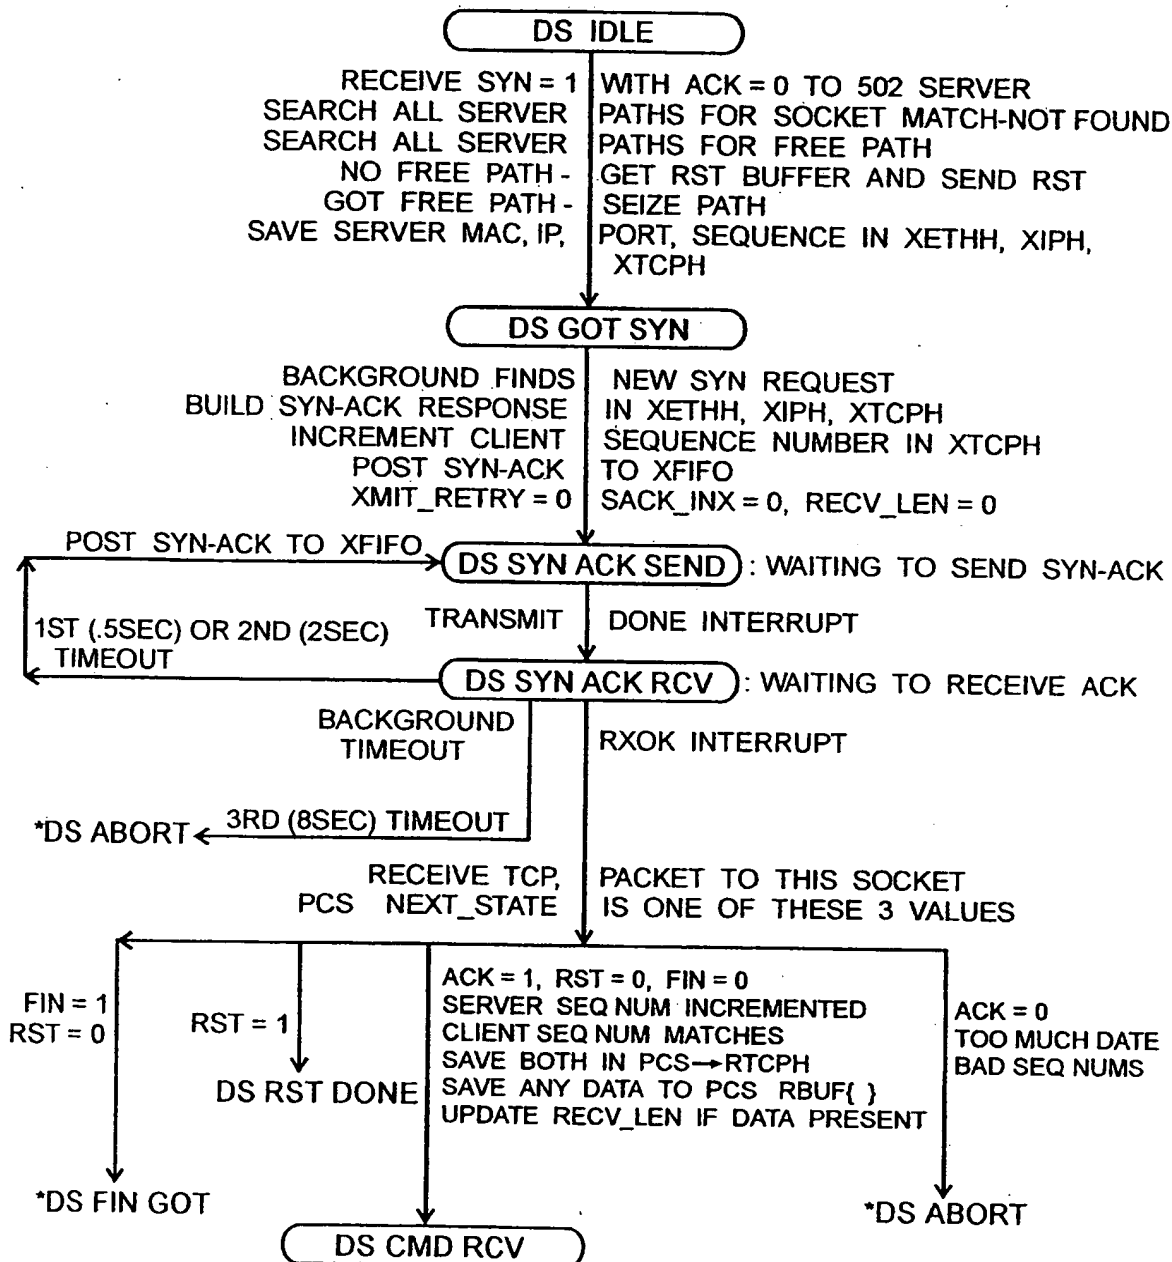 DS IDLE
RECEIVE SYN = 1 WITH ACK = 0 TO 502 SERVER
SEARCH ALL SERVER PATHS FOR SOCKET MATCH-NOT FOUND
SEARCH ALL SERVER PATHS FOR FREE PATH
NO FREE PATH - GET RST BUFFER AND SEND RST
GOT FREE PATH - SEIZE PATH
SAVE SERVER MAC, IP, PORT, SEQUENCE IN XETHH, XIPH,
XTCPH
DS GOT SYN
BACKGROUND FINDS NEW SYN REQUEST
BUILD SYN-ACK RESPONSE IN XETHH, XIPH, XTCPH
INCREMENT CLIENT SEQUENCE NUMBER IN XTCPH
POST SYN-ACK TO XFIFO
XMIT_RETRY = 0 SACK_INX = 0, RECV_LEN = 0
POST SYN-ACK TO XFIFO
DS SYN ACK SEND : WAITING TO SEND SYN-ACK
1ST (.5SEC) OR 2ND (2SEC)
TIMEOUT
TRANSMIT DONE INTERRUPT
DS SYN ACK RCV : WAITING TO RECEIVE ACK
BACKGROUND
TIMEOUT
RXOK INTERRUPT
*DS ABORT 3RD (8SEC) TIMEOUT
RECEIVE TCP, PACKET TO THIS SOCKET
PCS NEXT_STATE IS ONE OF THESE 3 VALUES
FIN = 1
RST = 0
*DS FIN GOT
RST = 1
DS RST DONE
ACK = 1, RST = 0, FIN = 0
SERVER SEQ NUM INCREMENTED
CLIENT SEQ NUM MATCHES
SAVE BOTH IN PCS→RTCPH
SAVE ANY DATA TO PCS RBUF{ }
UPDATE RECV_LEN IF DATA PRESENT
DS CMD RCV
ACK = 0
TOO MUCH DATE
BAD SEQ NUMS
*DS ABORT